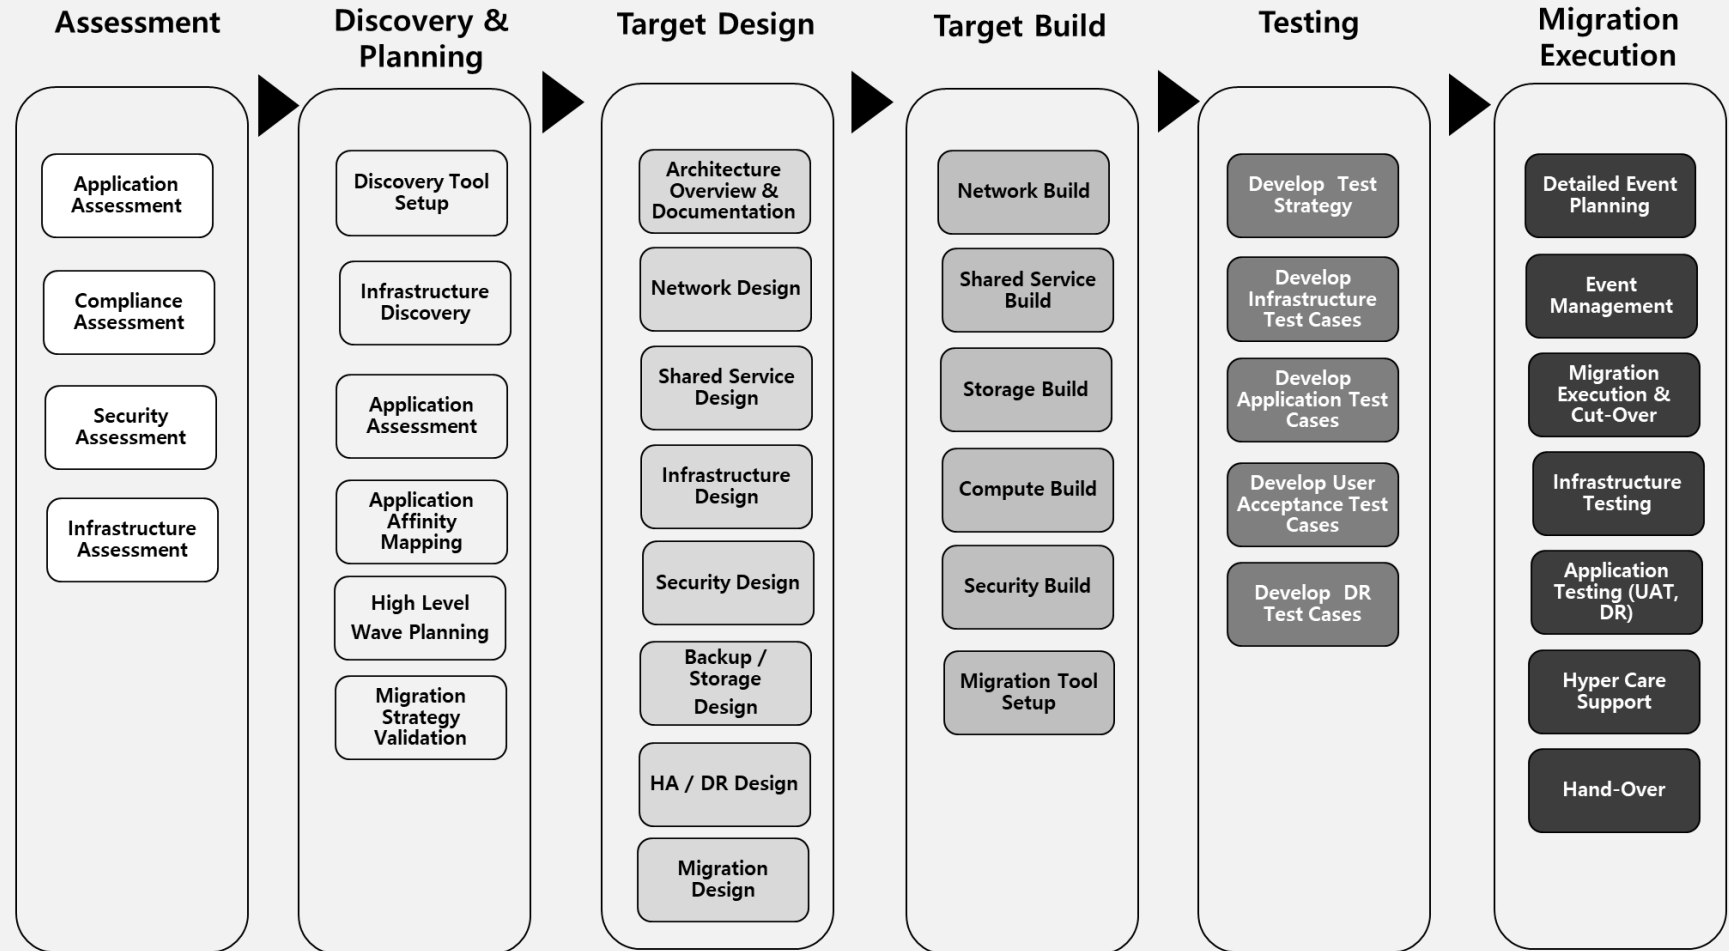 Assessment
Discovery &
Planning
Target Design
Target Build
Testing
Migration
Execution
Application
Assessment
Compliance
Assessment
Security
Assessment
Infrastructure
Assessment
Discovery Tool
Setup
Infrastructure
Discovery
Application
Assessment
Application
Affinity
Mapping
High Level
Wave Planning
Migration
Strategy
Validation
Architecture
Overview &
Documentation
Network Design
Shared Service
Design
Infrastructure
Design
Security Design
Backup /
Storage
Design
HA / DR Design
Migration
Design
Network Build
Shared Service
Build
Storage Build
Compute Build
Security Build
Migration Tool
Setup
Develop Test
Strategy
Develop
Infrastructure
Test Cases
Develop
Application Test
Cases
Develop User
Acceptance Test
Cases
Develop DR
Test Cases
Detailed Event
Planning
Event
Management
Migration
Execution &
Cut-Over
Infrastructure
Testing
Application
Testing (UAT,
DR)
Hyper Care
Support
Hand-Over